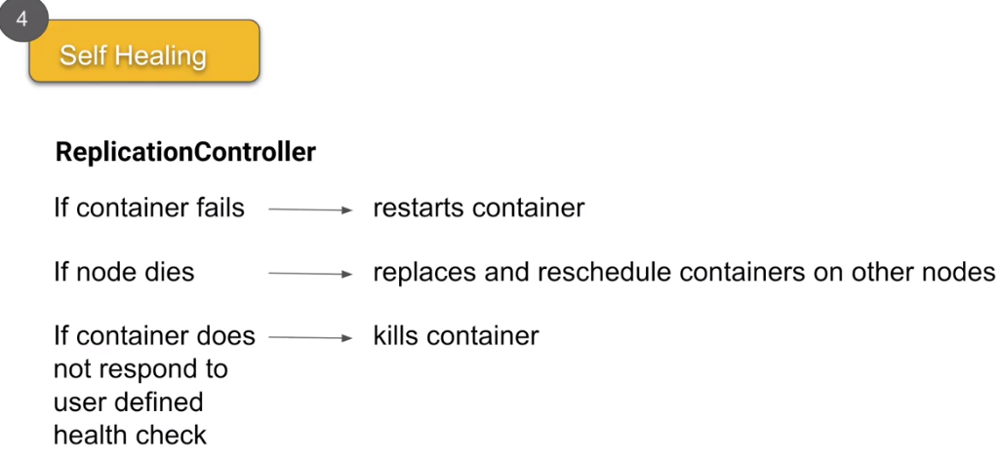 4
Self Healing
ReplicationController
If container fails restarts container
If node dies replaces and reschedule containers on other nodes
If container does kills container
not respond to
user defined
health check